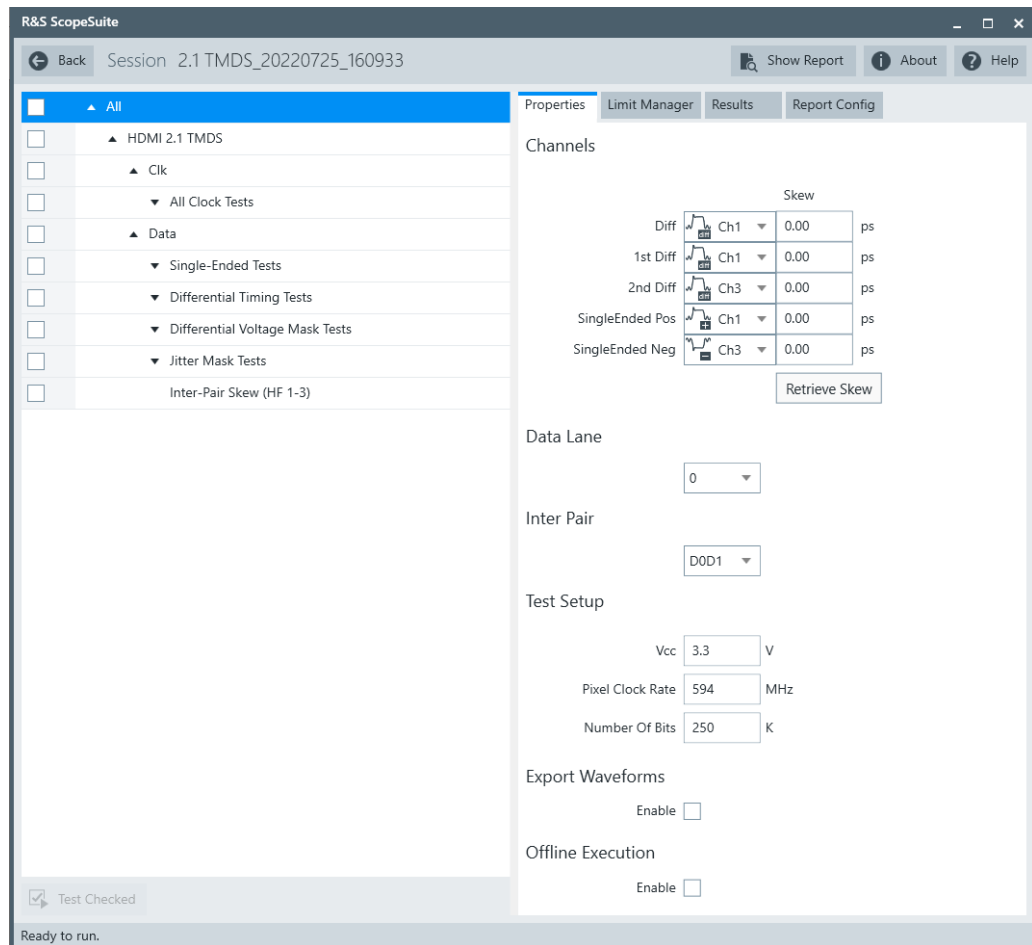 R&S ScopeSuite
Back Session 2.1 TMDS_20220725_160933 Show Report About Help
All
HDMI 2.1 TMDS
Clk
All Clock Tests
Data
Single-Ended Tests
Differential Timing Tests
Differential Voltage Mask Tests
Jitter Mask Tests
Inter-Pair Skew (HF 1-3)
Test Checked
Properties Limit Manager Results Report Config
Channels
Skew
Diff diff Ch1 0.00 ps
1st Diff diff Ch1 0.00 ps
2nd Diff diff Ch3 0.00 ps
SingleEnded Pos Ch1 0.00 ps
SingleEnded Neg Ch3 0.00 ps
Retrieve Skew
Data Lane
0
Inter Pair
D0D1
Test Setup
Vcc 3.3 V
Pixel Clock Rate 594 MHz
Number Of Bits 250 K
Export Waveforms
Enable
Offline Execution
Enable
Ready to run.